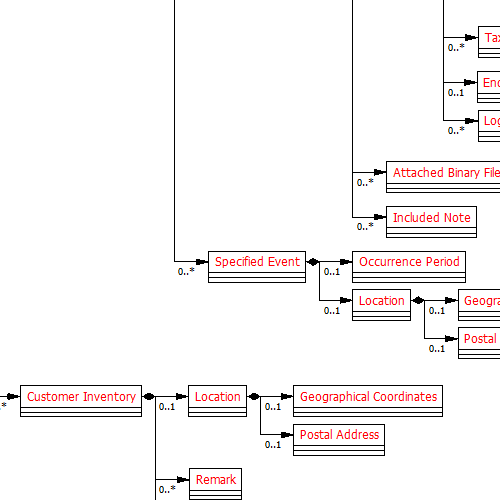 Tax
0..*
End
0..1
Log
0..*
Attached Binary File
0..*
Included Note
0..*
Specified Event
0..*
Occurrence Period
0..1
Location
0..1
Geogra
0..1
Postal
0..1
Customer Inventory
..*
Location
0..1
Geographical Coordinates
0..1
Postal Address
0..1
Remark
0..*